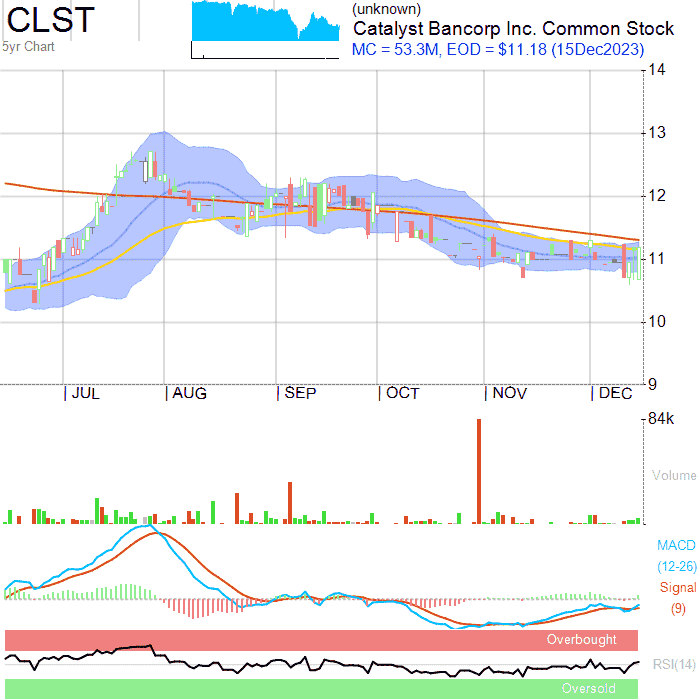 CLST
5yr Chart
(unknown)
Catalyst Bancorp Inc. Common Stock
MC = 53.3M, EOD = $11.18 (15Dec2023)
14
13
12
11
10
9
JUL AUG SEP OCT NOV DEC
84k
Volume
MACD
(12-26)
Signal
(9)
Overbought
RSI(14)
Oversold